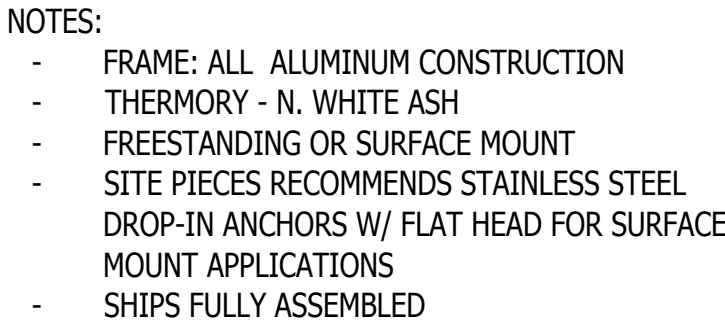 NOTES:
- FRAME: ALL ALUMINUM CONSTRUCTION
- THERMORY - N. WHITE ASH
- FREESTANDING OR SURFACE MOUNT
- SITE PIECES RECOMMENDS STAINLESS STEEL
DROP-IN ANCHORS W/ FLAT HEAD FOR SURFACE
MOUNT APPLICATIONS
- SHIPS FULLY ASSEMBLED